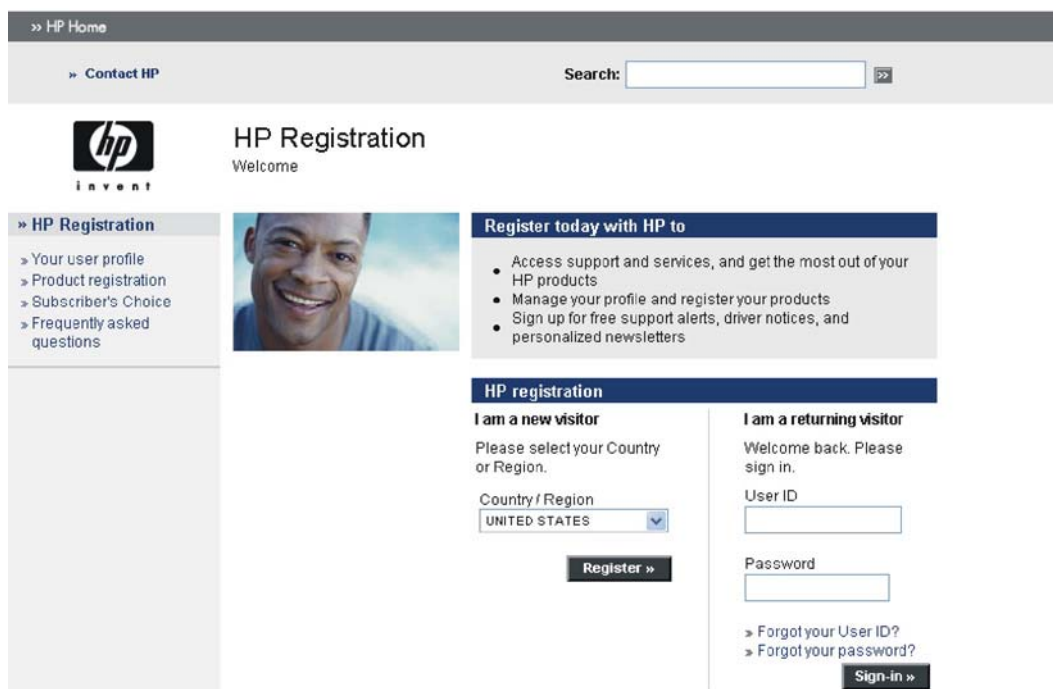 » HP Home
» Contact HP
Search:
»
hp
invent
HP Registration
Welcome
» HP Registration
» Your user profile
» Product registration
» Subscriber's Choice
» Frequently asked
questions
Register today with HP to
• Access support and services, and get the most out of your
HP products
• Manage your profile and register your products
• Sign up for free support alerts, driver notices, and
personalized newsletters
HP registration
I am a new visitor
Please select your Country
or Region.
Country / Region
UNITED STATES
Register »
I am a returning visitor
Welcome back. Please
sign in.
User ID
Password
» Forgot your User ID?
» Forgot your password?
Sign-in »